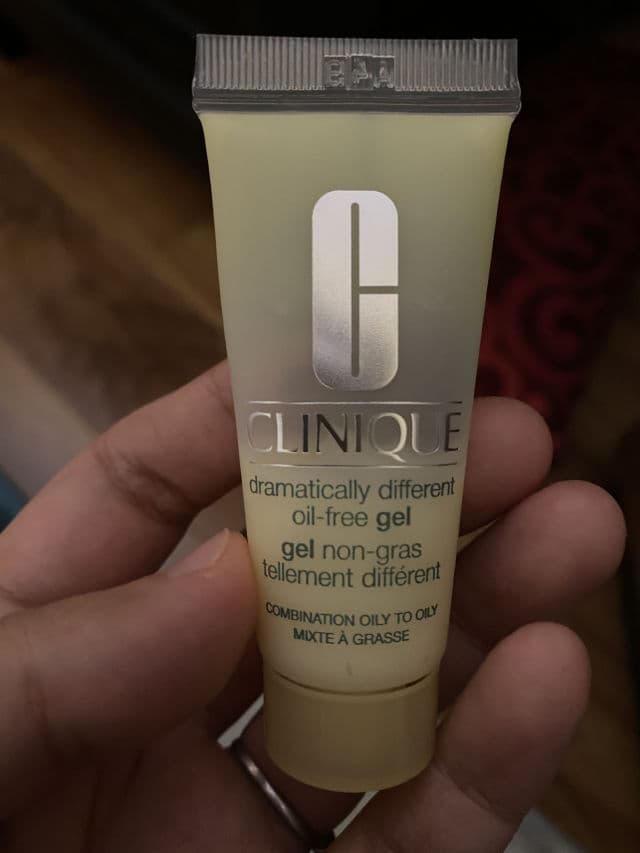 C
CLINIQUE
dramatically different
oil-free gel
gel non-gras
tellement différent
COMBINATION OILY TO OILY
MIXTE À GRASSE